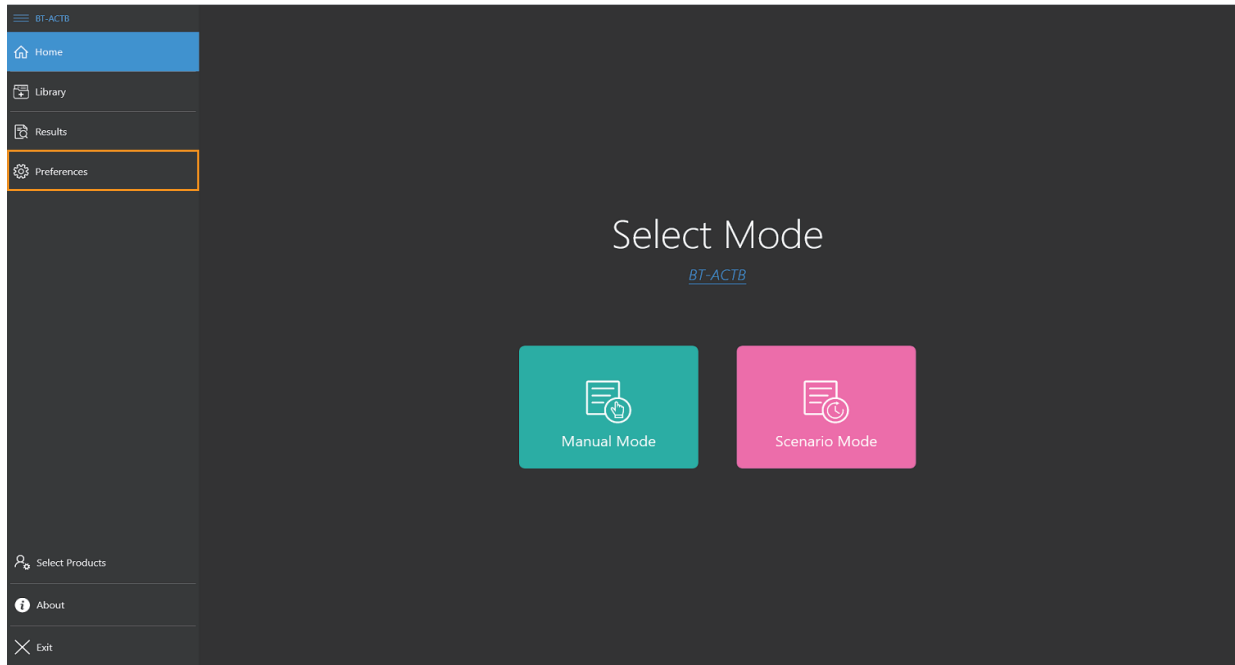 BT-ACTB
Home
Library
Results
Preferences
Select Mode
BT-ACTB
Manual Mode
Scenario Mode
Select Products
About
Exit